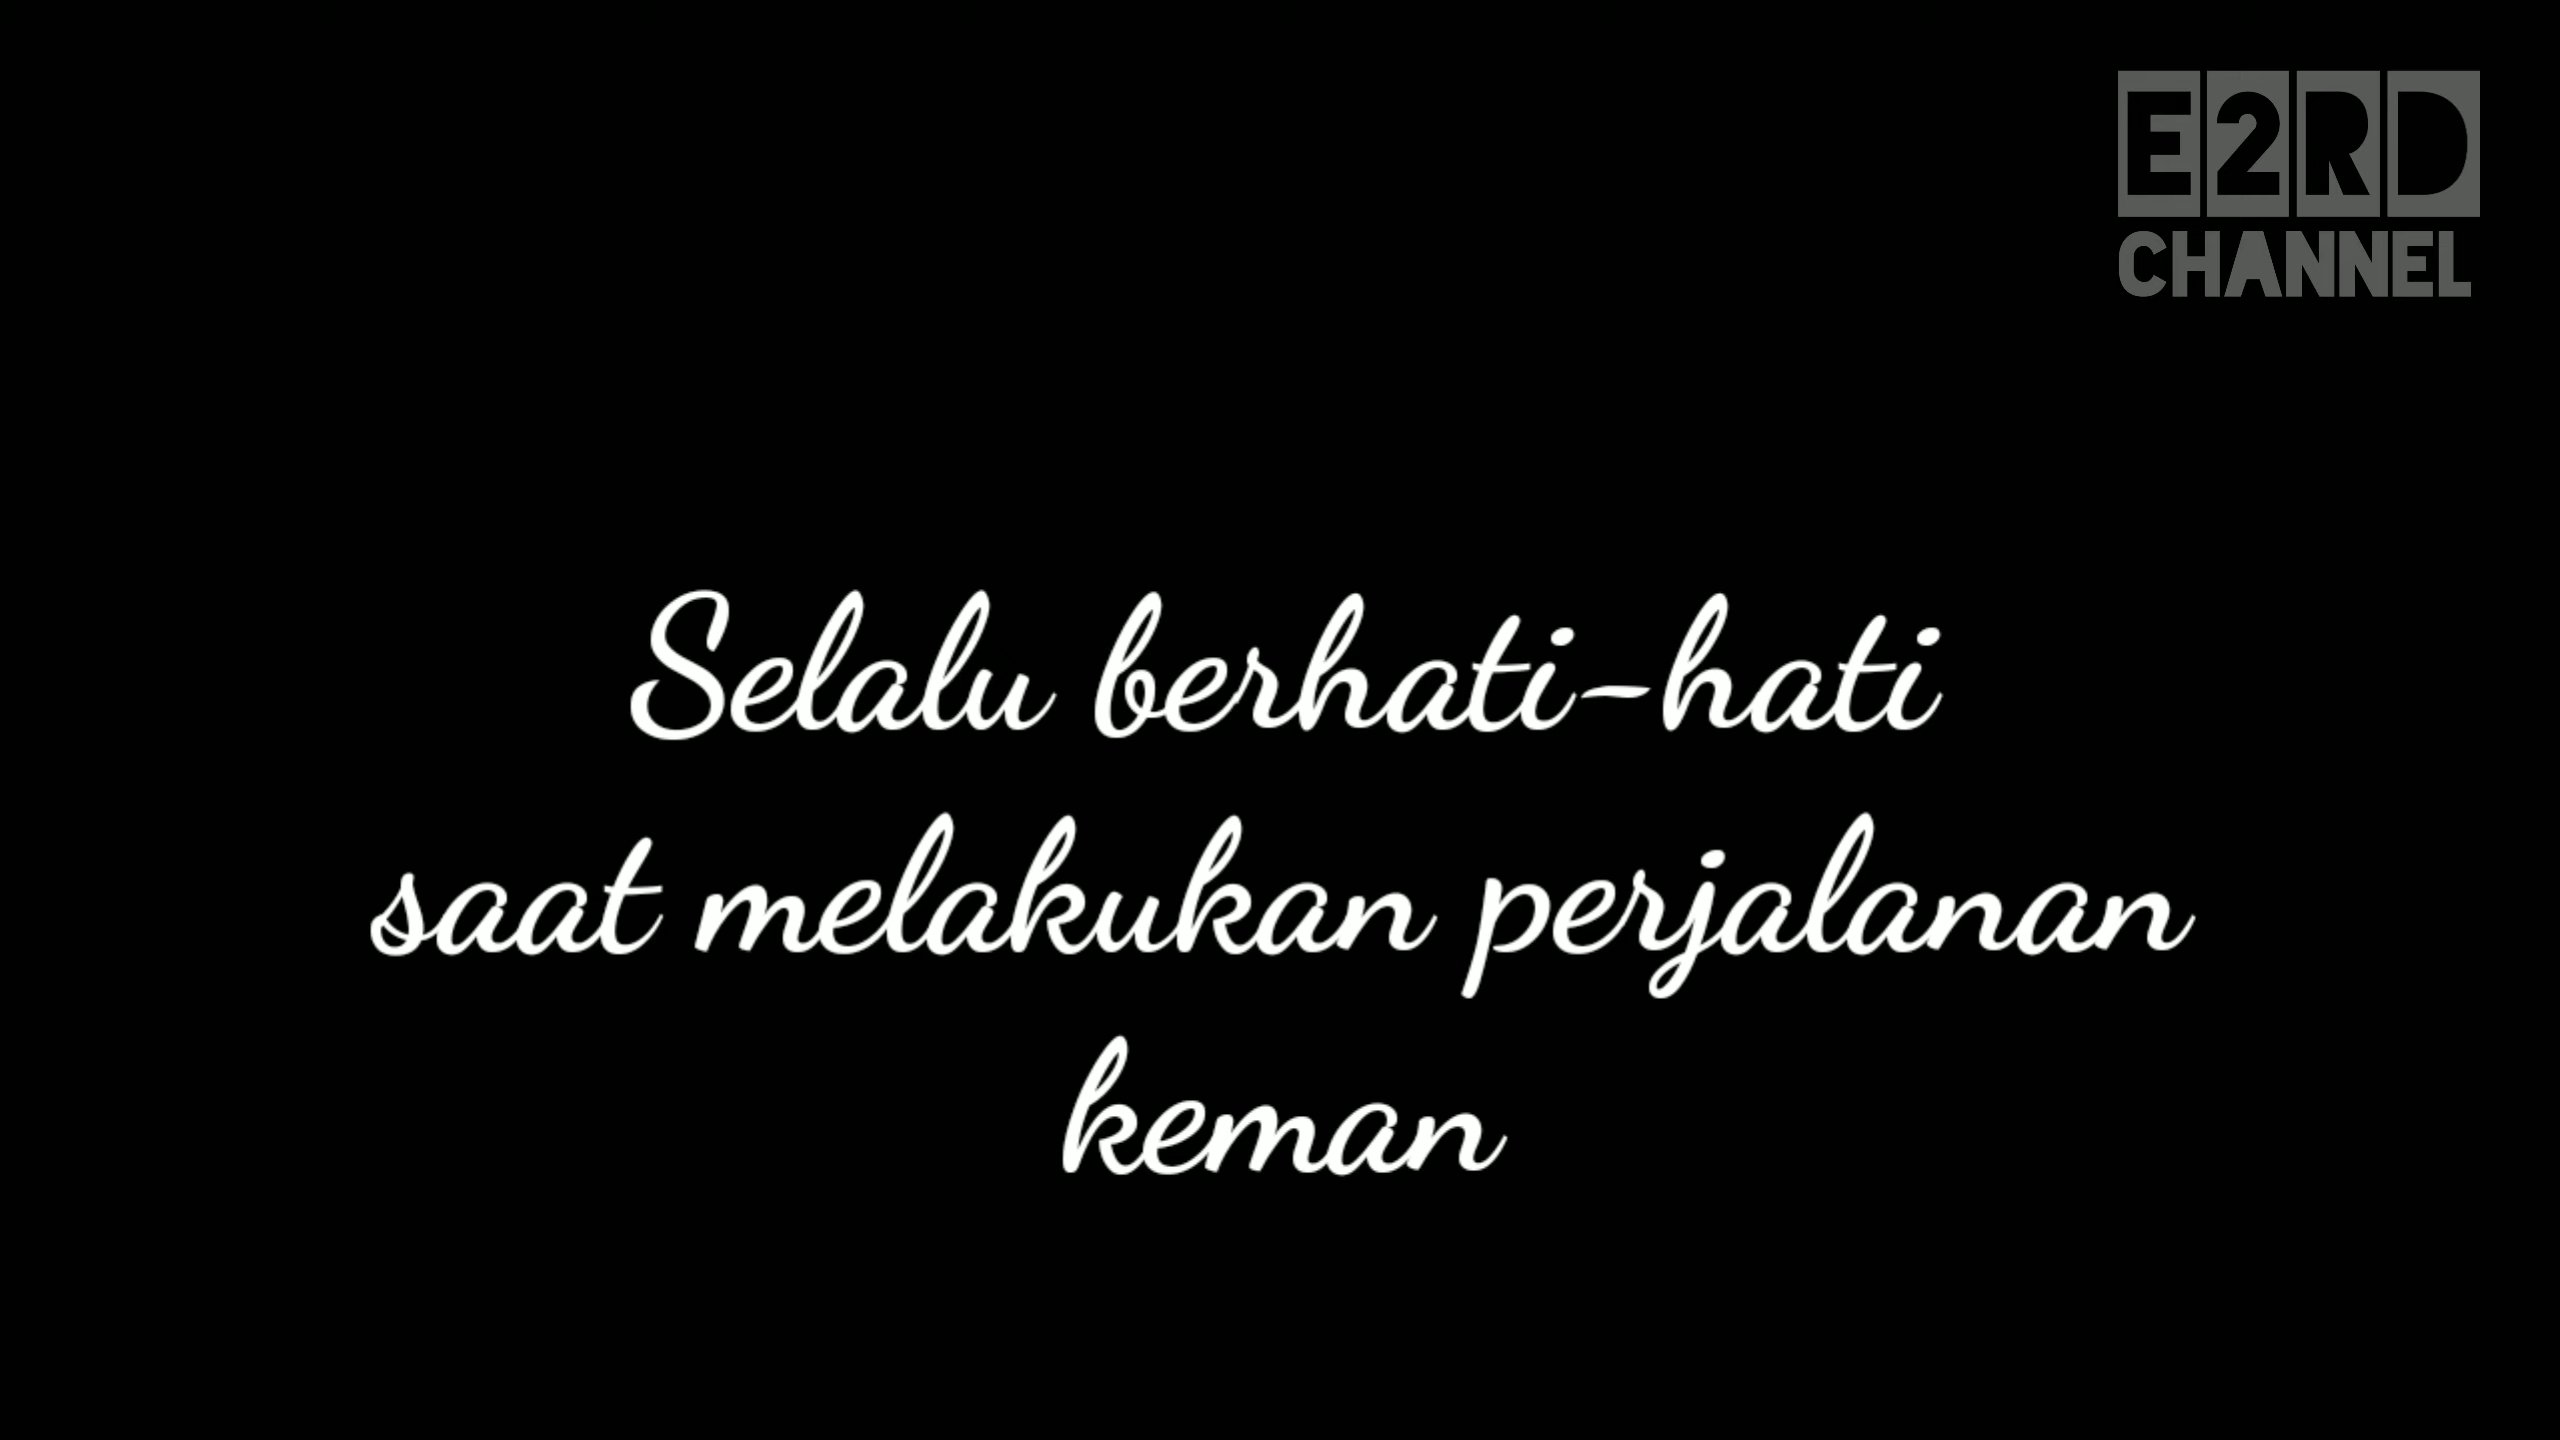 E2RD
CHANNEL
Selalu berhati-hati
saat melakukan perjalanan
keman